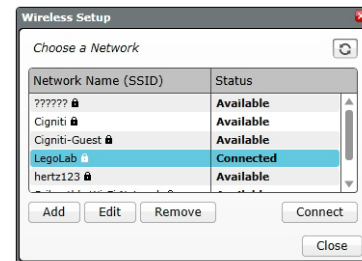 Wireless Setup
Choose a Network
Network Name (SSID) Status
?????? Available
Cigniti Available
Cigniti-Guest Available
LegoLab Connected
hertz123 Available
Add Edit Remove Connect
Close